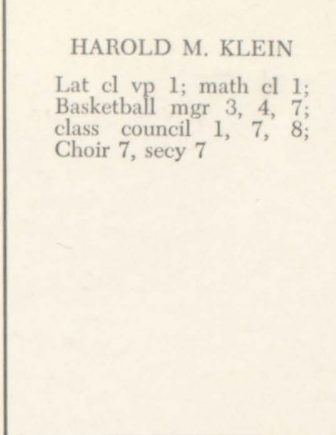 HAROLD M. KLEIN
Lat cl vp 1; math cl 1;
Basketball mgr 3, 4, 7;
class council 1, 7, 8;
Choir 7, secy 7